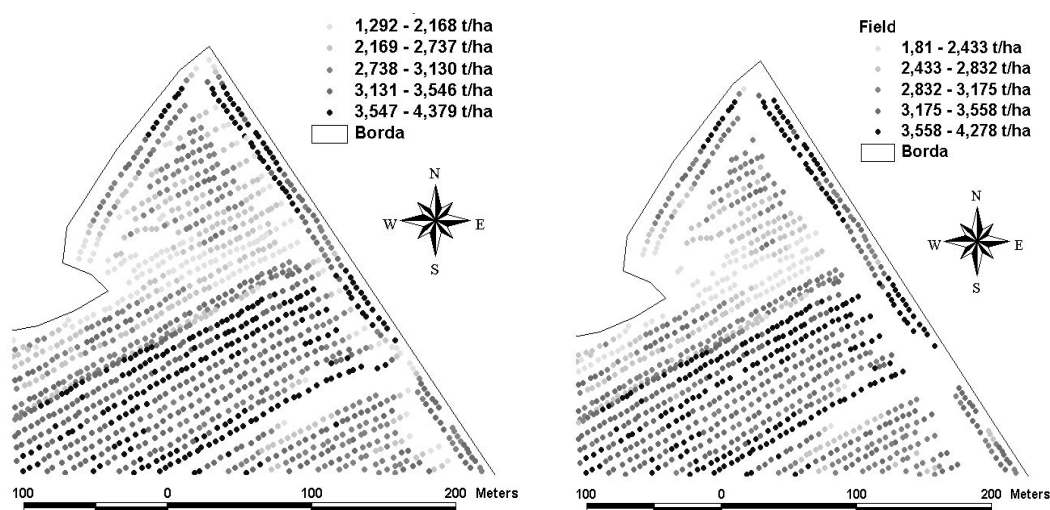 1,292 - 2,168 t/ha
2,169 - 2,737 t/ha
2,738 - 3,130 t/ha
3,131 - 3,546 t/ha
3,547 - 4,379 t/ha
Borda
N
W E
S
100 0 100 200 Meters
Field
1,81 - 2,433 t/ha
2,433 - 2,832 t/ha
2,832 - 3,175 t/ha
3,175 - 3,558 t/ha
3,558 - 4,278 t/ha
Borda
N
W E
S
100 0 100 200 Meters